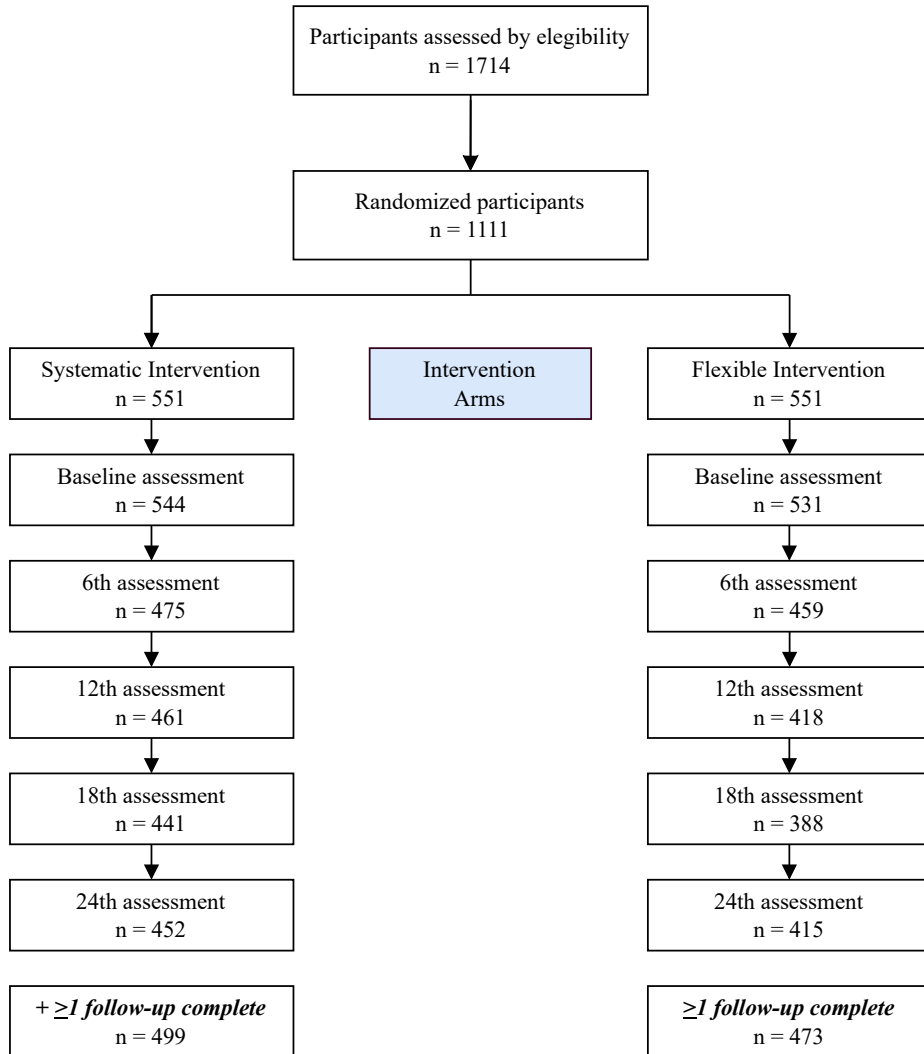 Participants assessed by elegibility
n = 1714
Randomized participants
n = 1111
Systematic Intervention
n = 551
Intervention
Arms
Flexible Intervention
n = 551
Baseline assessment
n = 544
Baseline assessment
n = 531
6th assessment
n = 475
6th assessment
n = 459
12th assessment
n = 461
12th assessment
n = 418
18th assessment
n = 441
18th assessment
n = 388
24th assessment
n = 452
24th assessment
n = 415
+ ≥1 follow-up complete
n = 499
≥1 follow-up complete
n = 473